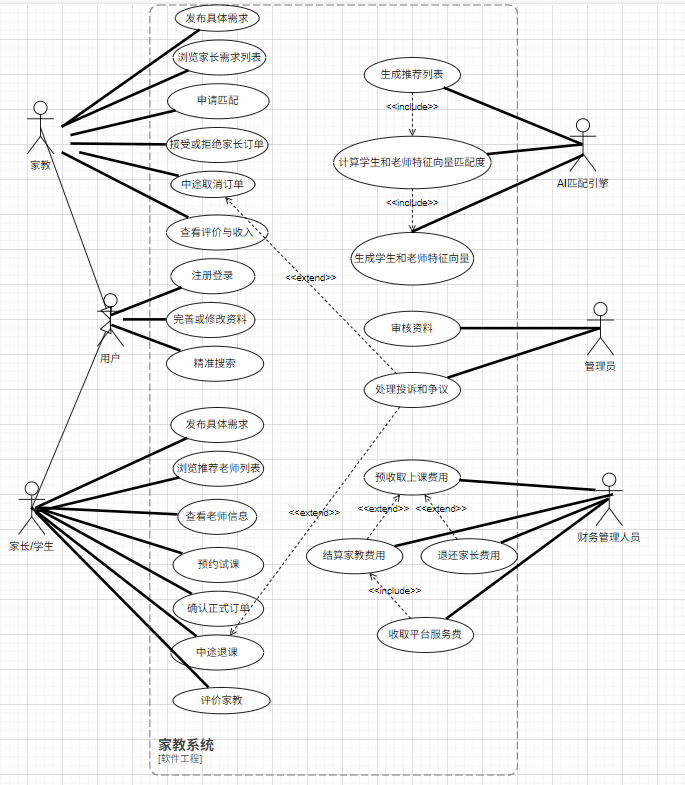 发布具体需求
浏览家长需求列表
申请匹配
接受或拒绝家长订单
中途取消订单
查看评价与收入
家教
生成推荐列表
<<include>>
计算学生和老师特征向量匹配度
<<include>>
生成学生和老师特征向量
AI匹配引擎
<<extend>>
注册登录
完善或修改资料
精准搜索
用户
审核资料
处理投诉和争议
管理员
发布具体需求
浏览推荐老师列表
查看老师信息
预约试课
确认正式订单
中途退课
评价家教
家长/学生
<<extend>>
预收取上课费用
<<extend>>
<<extend>>
结算家教费用
退还家长费用
<<include>>
收取平台服务费
财务管理人员
家教系统
[软件工程]